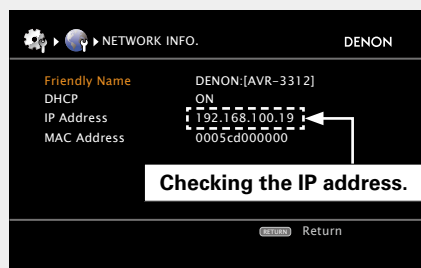 NETWORK INFO. DENON
Friendly Name DENON:[AVR-3312]
DHCP ON
IP Address 192.168.100.19
MAC Address 0005cd000000
Checking the IP address.
RETURN Return